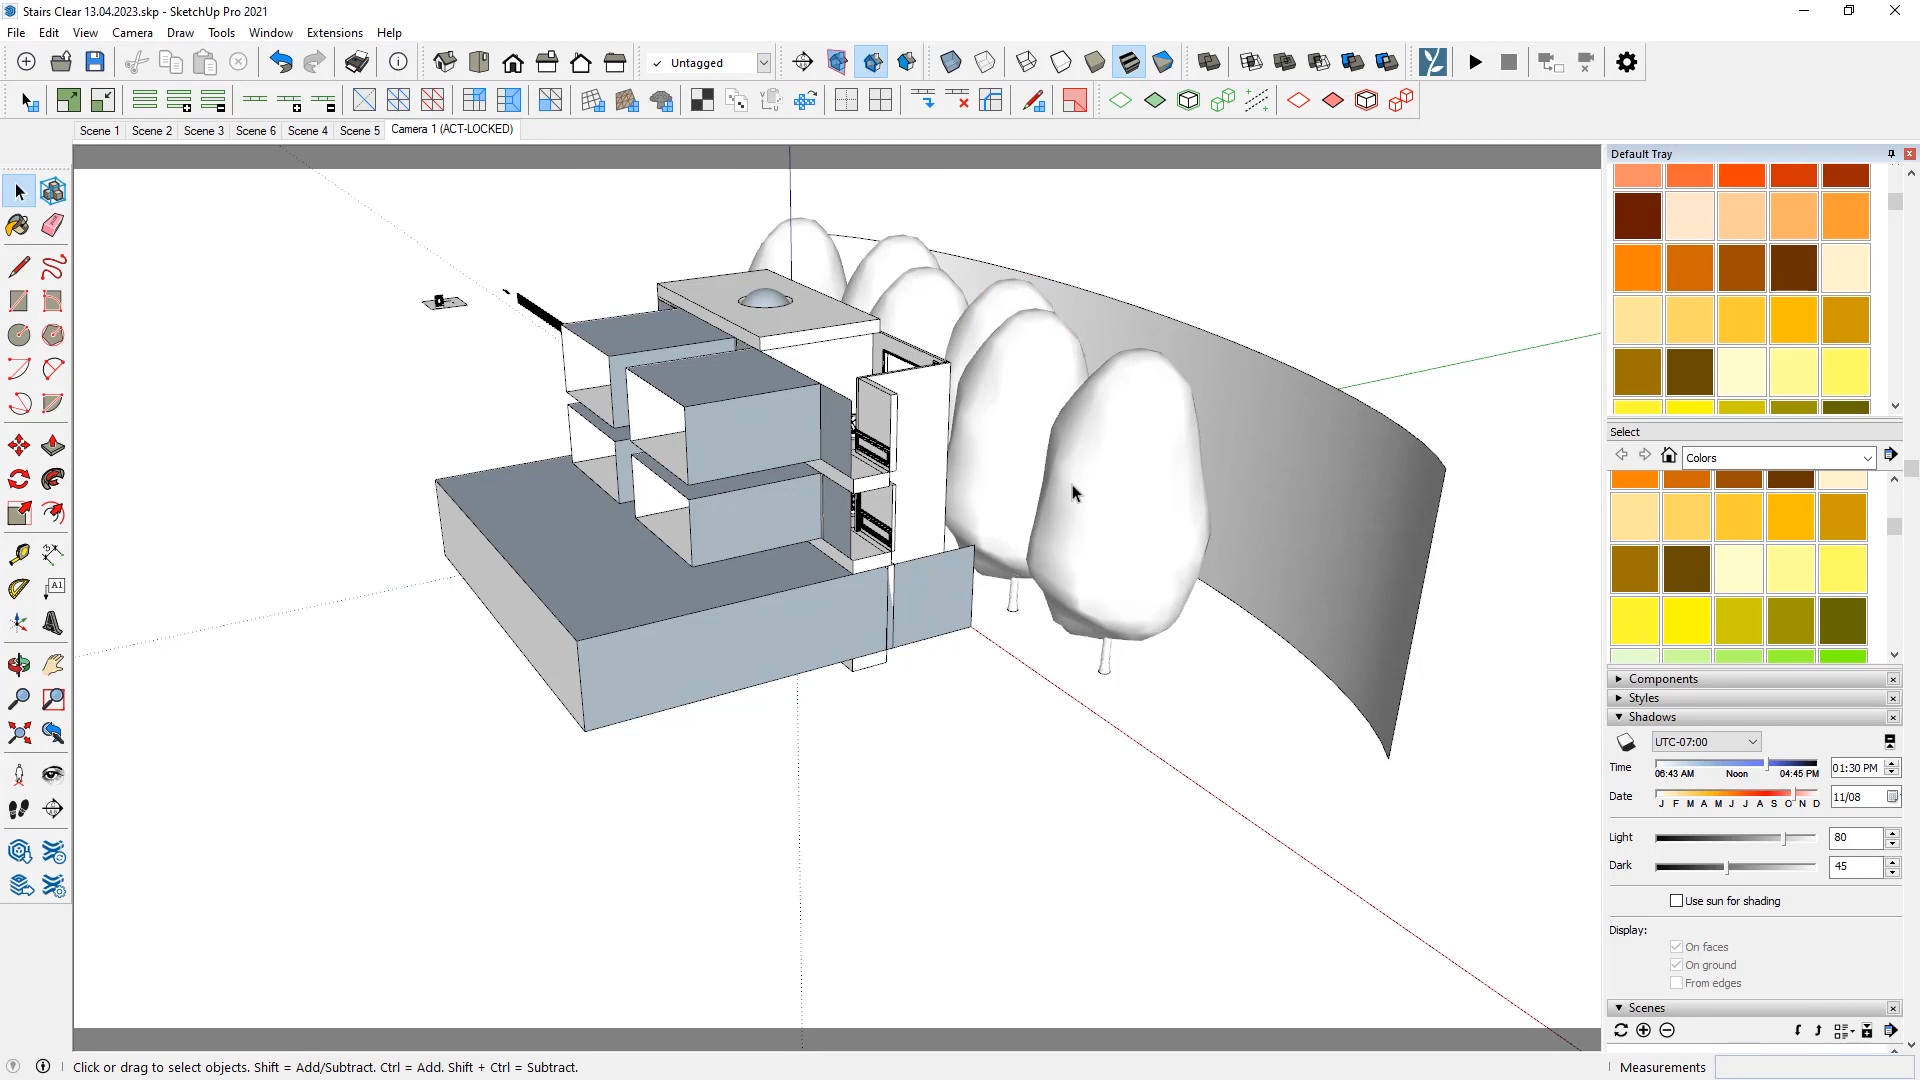 Stairs Clear 13.04.2023.skp - SketchUp Pro 2021
File Edit View Camera Draw Tools Window Extensions Help
✓ Untagged
Scene 1 Scene 2 Scene 3 Scene 6 Scene 4 Scene 5 Camera 1 (ACT-LOCKED)
Default Tray
Select
Colors
A1
Components
Styles
Shadows
UTC-07:00
Time
06:43 AM Noon 04:45 PM
01:30 PM
Date
J F M A M J J A S O N D
11/08
Light
80
Dark
45
Use sun for shading
Display:
On faces
On ground
From edges
Scenes
Click or drag to select objects. Shift = Add/Subtract. Ctrl = Add. Shift + Ctrl = Subtract.
Measurements